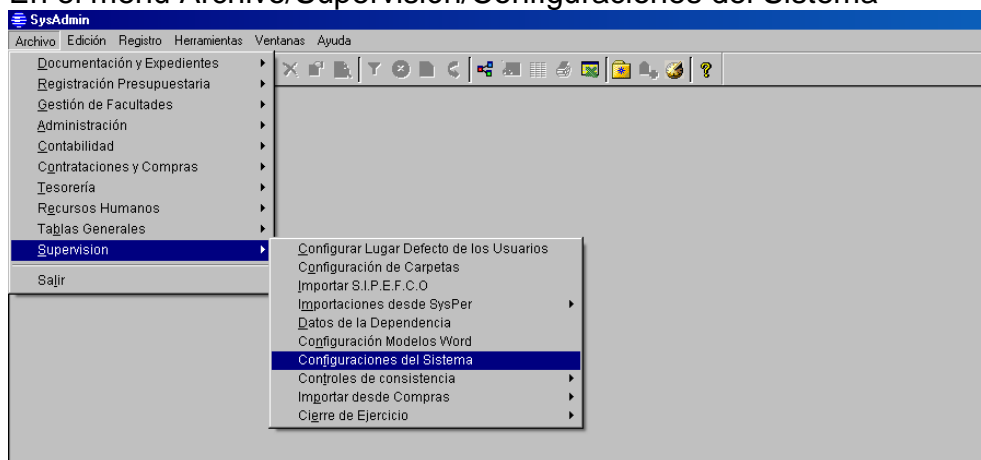 En el menú Archivo/Supervisión/Configuraciones del Sistema
SysAdmin
Archivo Edición Registro Herramientas Ventanas Ayuda
Documentación y Expedientes
Registración Presupuestaria
Gestión de Facultades
Administración
Contabilidad
Contrataciones y Compras
Tesorería
Recursos Humanos
Tablas Generales
Supervision
Salir
Configurar Lugar Defecto de los Usuarios
Configuración de Carpetas
Importar S.I.P.E.F.C.O
Importaciones desde SysPer
Datos de la Dependencia
Configuración Modelos Word
Configuraciones del Sistema
Controles de consistencia
Importar desde Compras
Cierre de Ejercicio